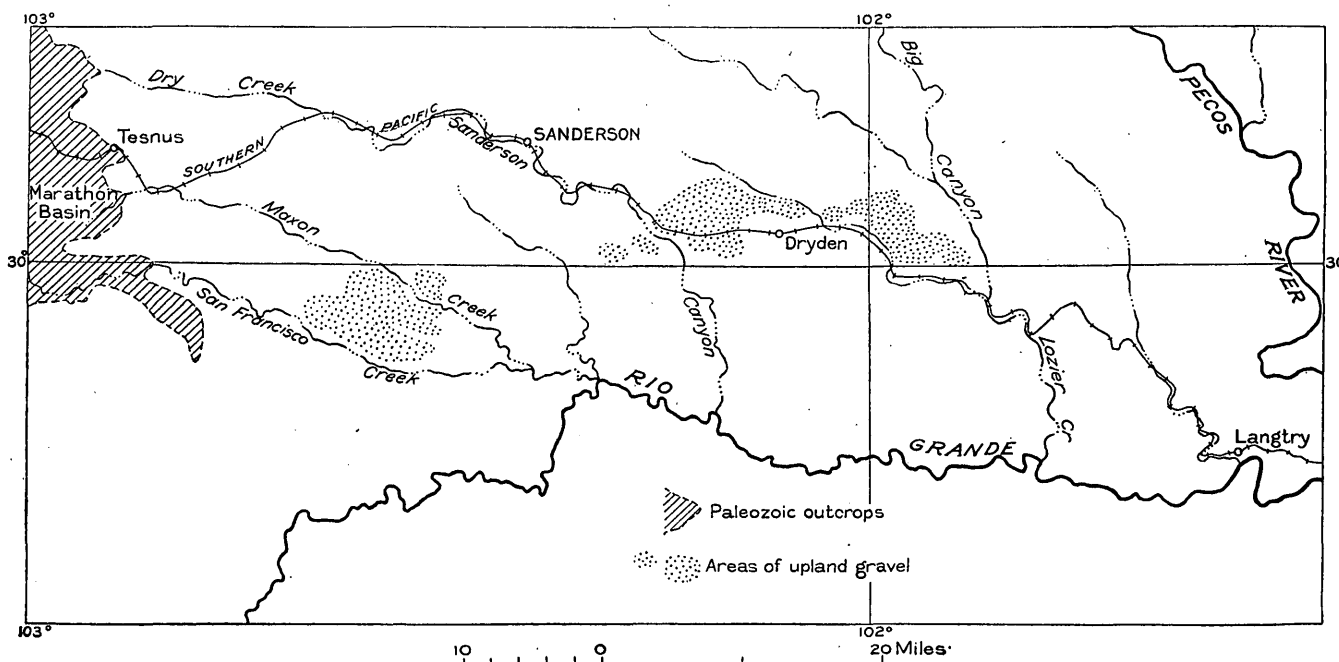 103°
102°
Dry Creek
Big Canyon
PECOS RIVER
Tesnus
SOUTHERN PACIFIC
Sanderson Canyon
SANDERSON
Marathon
Basin
Maxon Creek
Dryden
30°
30
San Francisco Creek
RIO GRANDE
Lozier Cr.
Langtry
Paleozoic outcrops
Areas of upland gravel
103°
102°
10 0 20 Miles